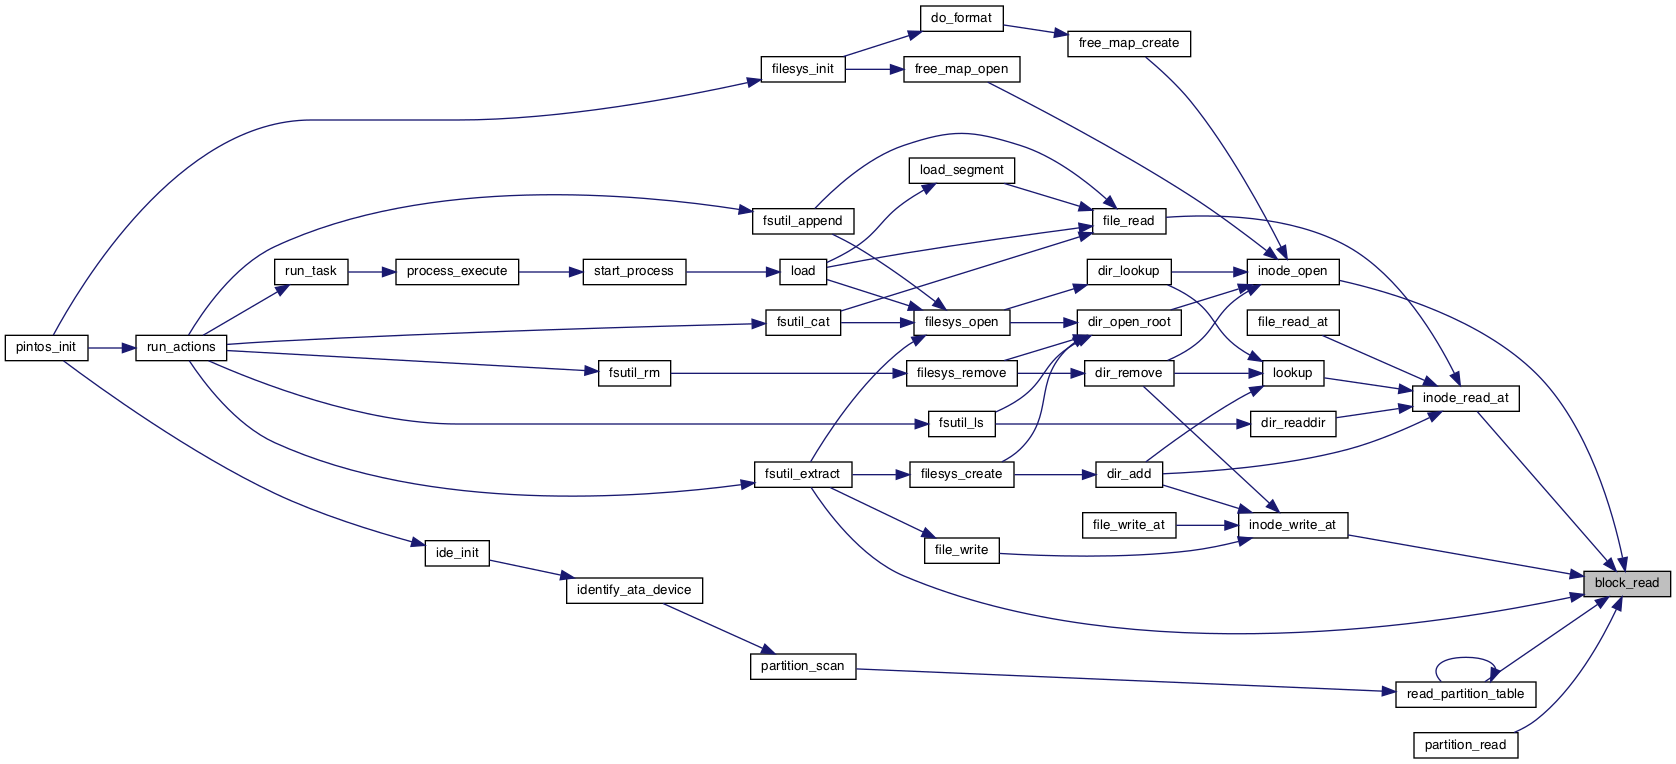 do_format
free_map_create
filesys_init
free_map_open
load_segment
fsutil_append
file_read
run_task
process_execute
start_process
load
dir_lookup
inode_open
fsutil_cat
filesys_open
dir_open_root
file_read_at
pintos_init
run_actions
fsutil_rm
filesys_remove
dir_remove
lookup
inode_read_at
fsutil_ls
dir_readdir
fsutil_extract
filesys_create
dir_add
file_write_at
inode_write_at
ide_init
file_write
identify_ata_device
block_read
partition_scan
read_partition_table
partition_read